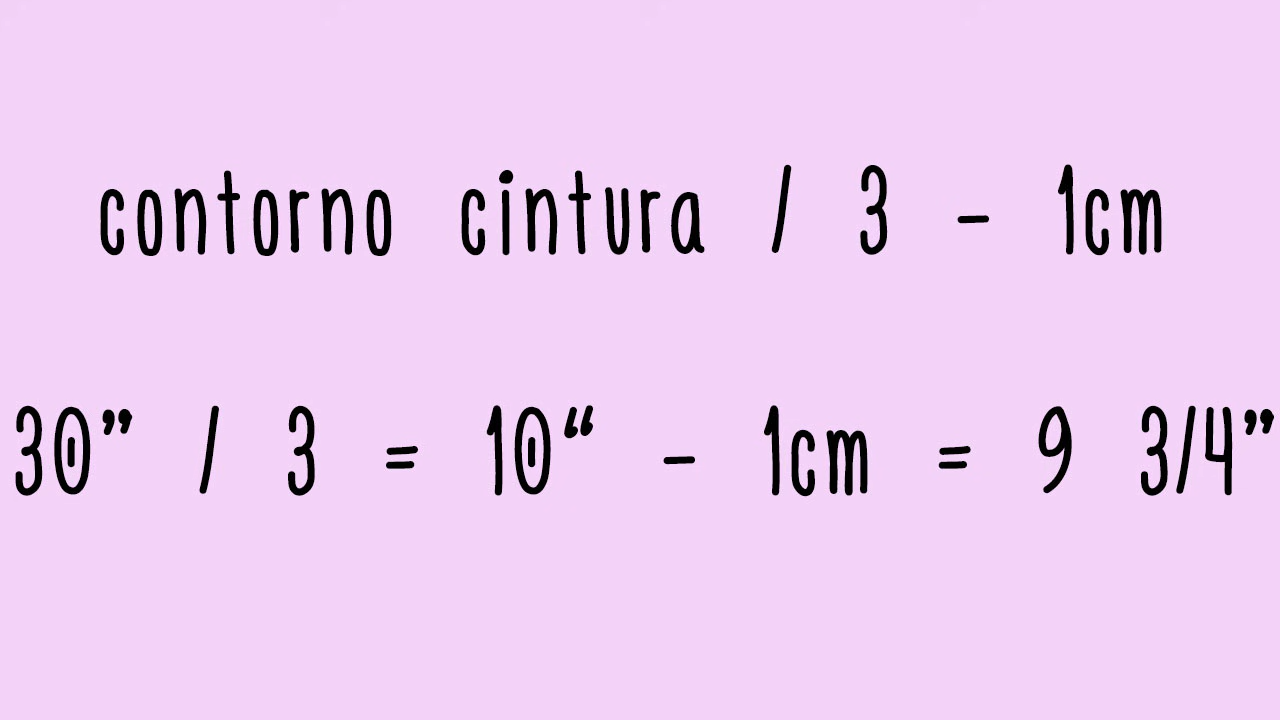 contorno cintura / 3 - 1cm
30” / 3 = 10“ - 1cm = 9 3/4”